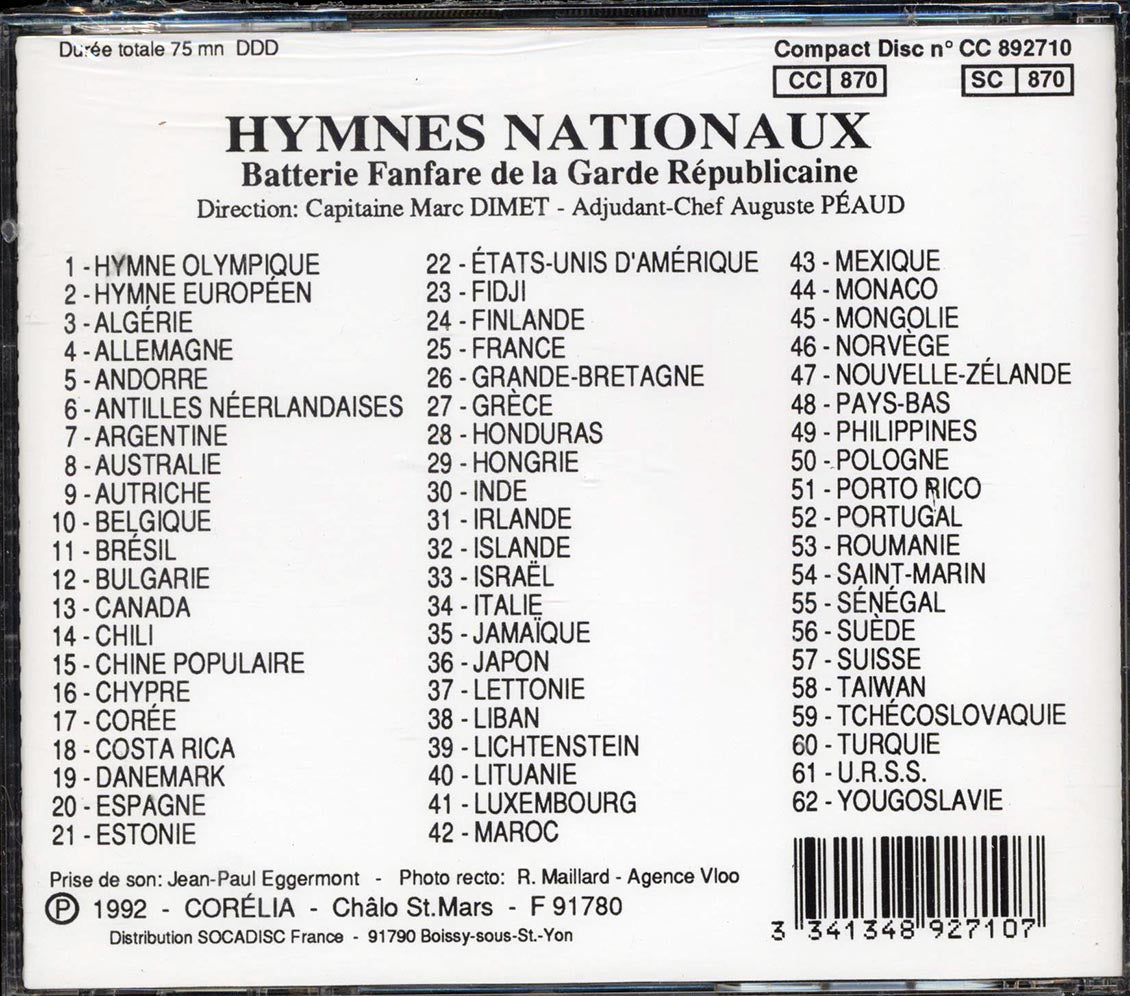 Durée totale 75 mn DDD
Compact Disc n° CC 892710
CC 870
SC 870
HYMNES NATIONAUX
Batterie Fanfare de la Garde Républicaine
Direction: Capitaine Marc DIMET - Adjudant-Chef Auguste PÉAUD
1 - HYMNE OLYMPIQUE
2 - HYMNE EUROPÉEN
3 - ALGÉRIE
4 - ALLEMAGNE
5 - ANDORRE
6 - ANTILLES NÉERLANDAISES
7 - ARGENTINE
8 - AUSTRALIE
9 - AUTRICHE
10 - BELGIQUE
11 - BRÉSIL
12 - BULGARIE
13 - CANADA
14 - CHILI
15 - CHINE POPULAIRE
16 - CHYPRE
17 - CORÉE
18 - COSTA RICA
19 - DANEMARK
20 - ESPAGNE
21 - ESTONIE
22 - ÉTATS-UNIS D'AMÉRIQUE
23 - FIDJI
24 - FINLANDE
25 - FRANCE
26 - GRANDE-BRETAGNE
27 - GRÈCE
28 - HONDURAS
29 - HONGRIE
30 - INDE
31 - IRLANDE
32 - ISLANDE
33 - ISRAËL
34 - ITALIE
35 - JAMAÏQUE
36 - JAPON
37 - LETTONIE
38 - LIBAN
39 - LICHTENSTEIN
40 - LITUANIE
41 - LUXEMBOURG
42 - MAROC
43 - MEXIQUE
44 - MONACO
45 - MONGOLIE
46 - NORVÈGE
47 - NOUVELLE-ZÉLANDE
48 - PAYS-BAS
49 - PHILIPPINES
50 - POLOGNE
51 - PORTO RICO
52 - PORTUGAL
53 - ROUMANIE
54 - SAINT-MARIN
55 - SÉNÉGAL
56 - SUÈDE
57 - SUISSE
58 - TAIWAN
59 - TCHÉCOSLOVAQUIE
60 - TURQUIE
61 - U.R.S.S.
62 - YOUGOSLAVIE
Prise de son: Jean-Paul Eggermont - Photo recto: R. Maillard - Agence Vloo
Ⓟ 1992 - CORÉLIA - Châlo St.Mars - F 91780
Distribution SOCADISC France - 91790 Boissy-sous-St.-Yon
3 341348 927107